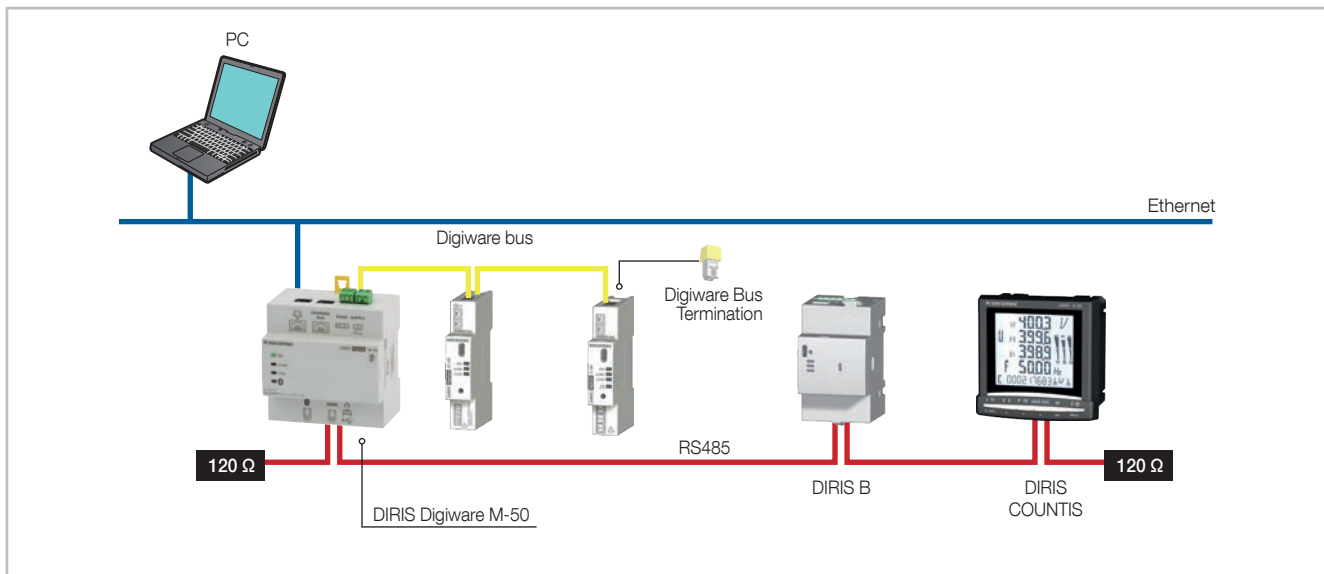 PC
Ethernet
Digiware bus
Digiware Bus
Termination
400.3
399.6
398.9
F 50.00 Hz
RS485
120 Ω
120 Ω
DIRIS B
DIRIS
COUNTIS
DIRIS Digiware M-50